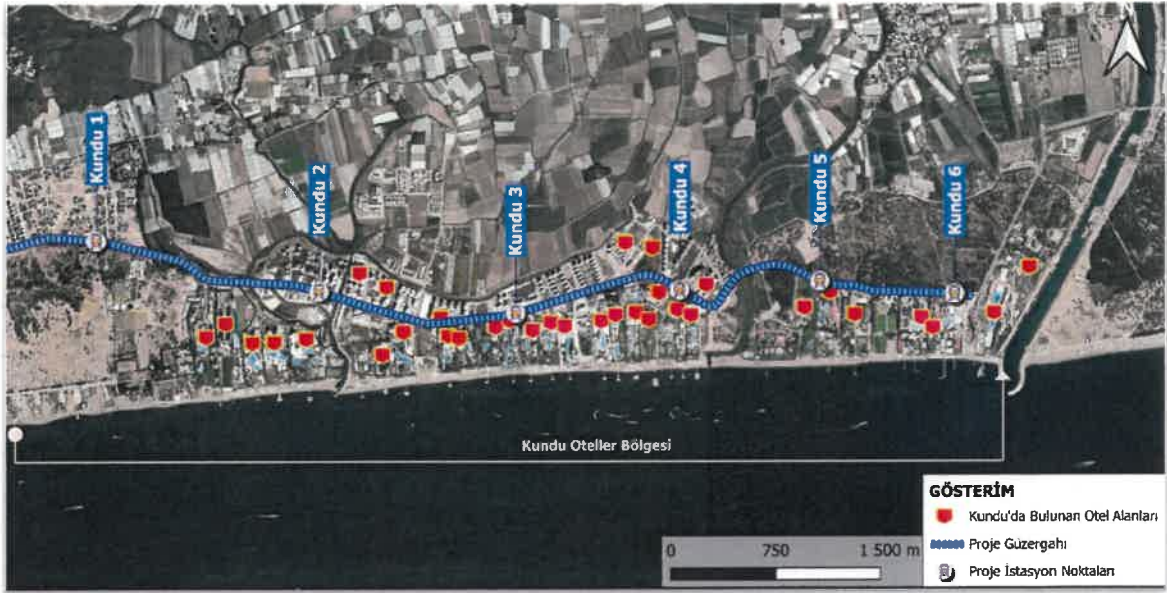 Kundu 1
Kundu 2
Kundu 3
Kundu 4
Kundu 5
Kundu 6
Kundu Oteller Bölgesi
GÖSTERİM
Kundu'da Bulunan Otel Alanları
Proje Güzergahı
Proje İstasyon Noktaları
0 750 1 500 m